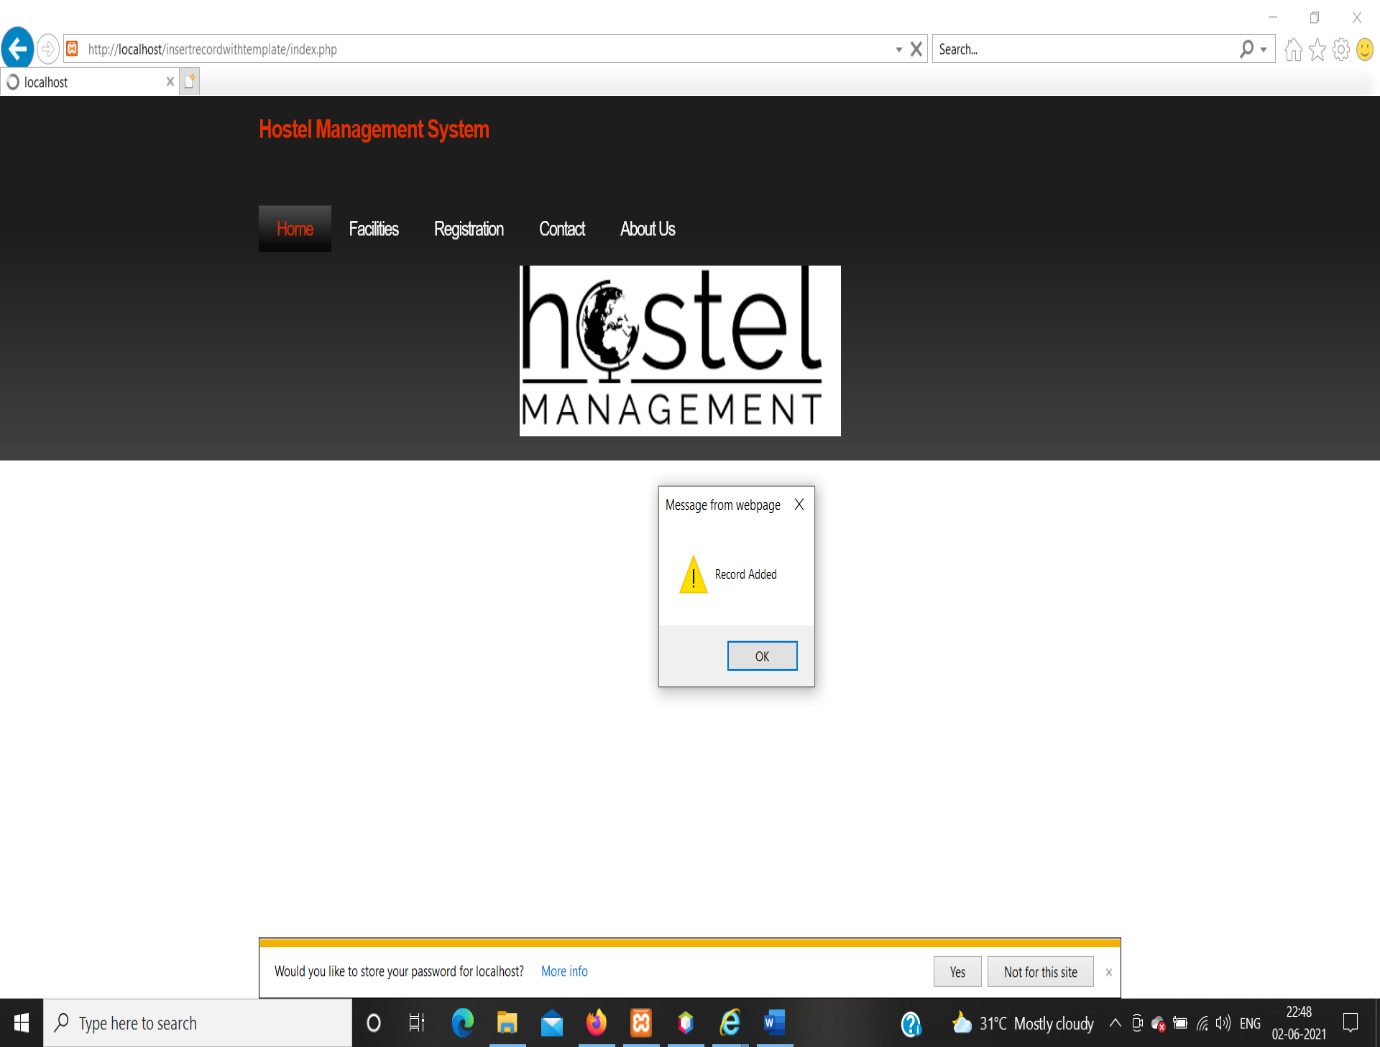 http://localhost/insertrecordwithtemplate/index.php
Search...
localhost
Hostel Management System
Home Facilities Registration Contact About Us
hostel
MANAGEMENT
Message from webpage
Record Added
OK
Would you like to store your password for localhost? More info Yes Not for this site
Type here to search
31°C Mostly cloudy
ENG
22:48
02-06-2021